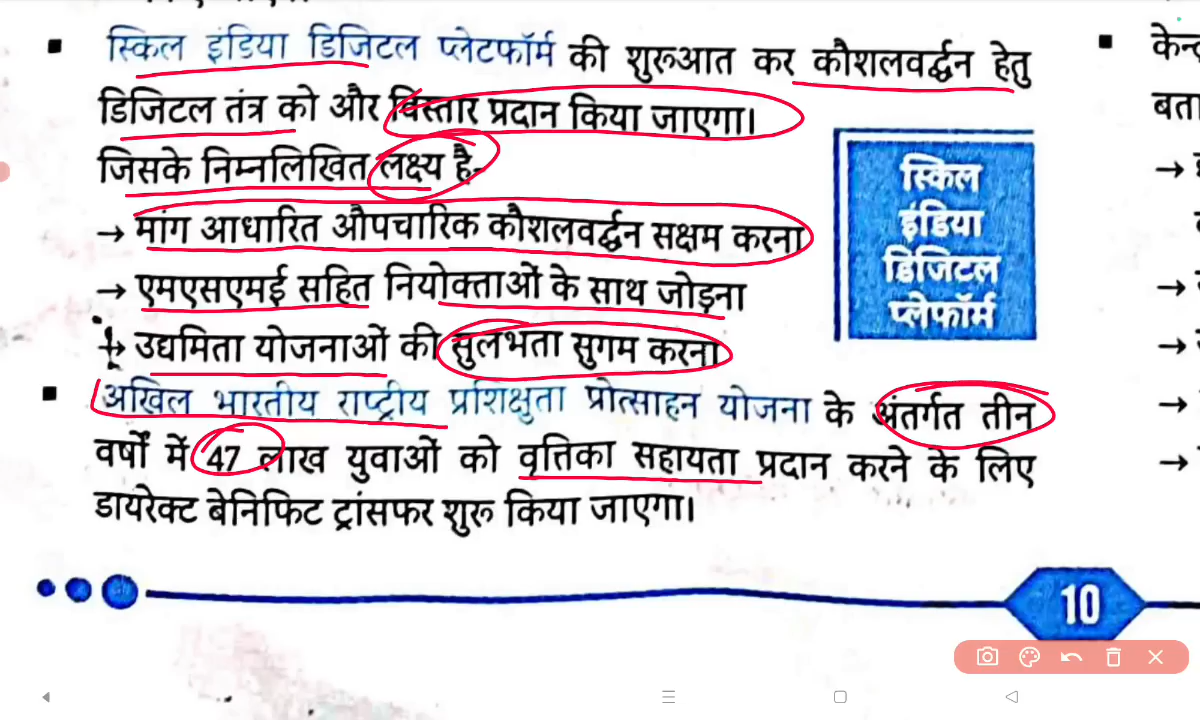 ▪ स्किल इंडिया डिजिटल प्लेटफॉर्म की शुरूआत कर कौशलवर्द्धन हेतु
डिजिटल तंत्र को और विस्तार प्रदान किया जाएगा।
जिसके निम्नलिखित लक्ष्य है-
→ मांग आधारित औपचारिक कौशलवर्द्धन सक्षम करना
→ एमएसएमई सहित नियोक्ताओं के साथ जोड़ना
→ उद्यमिता योजनाओं की सुलभता सुगम करना
स्किल
इंडिया
डिजिटल
प्लेफॉर्म
▪ अखिल भारतीय राष्ट्रीय प्रशिक्षुता प्रोत्साहन योजना के अंतर्गत तीन
वर्षों में 47 लाख युवाओं को वृत्तिका सहायता प्रदान करने के लिए
डायरेक्ट बेनिफिट ट्रांसफर शुरू किया जाएगा।
10